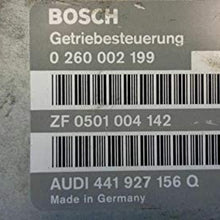 BOSCH
Getriebesteuerung
0 260 002 199
ZF 0501 004 142
AUDI 441 927 156 Q
Made in Germany